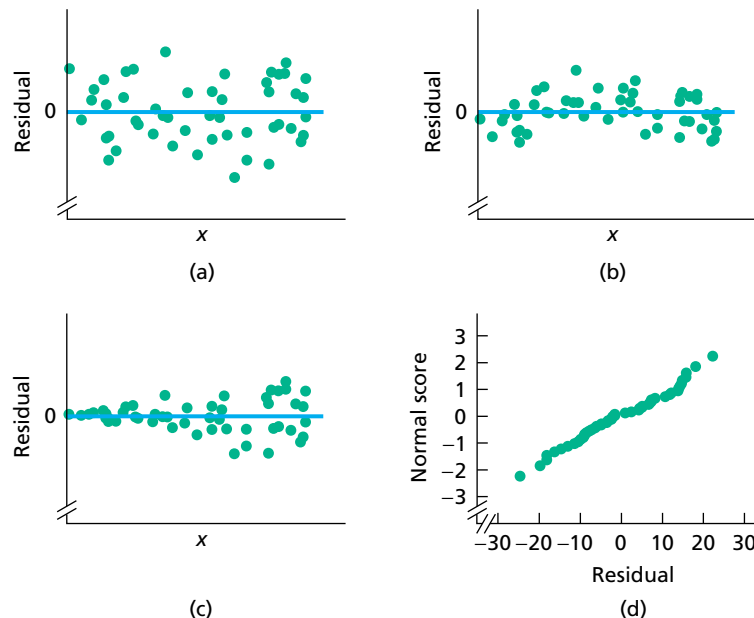 Residual
0
x
(a)
Residual
0
x
(b)
Residual
0
x
(c)
Normal score
3
2
1
0
−1
−2
−3
−30 −20 −10 0 10 20 30
Residual
(d)